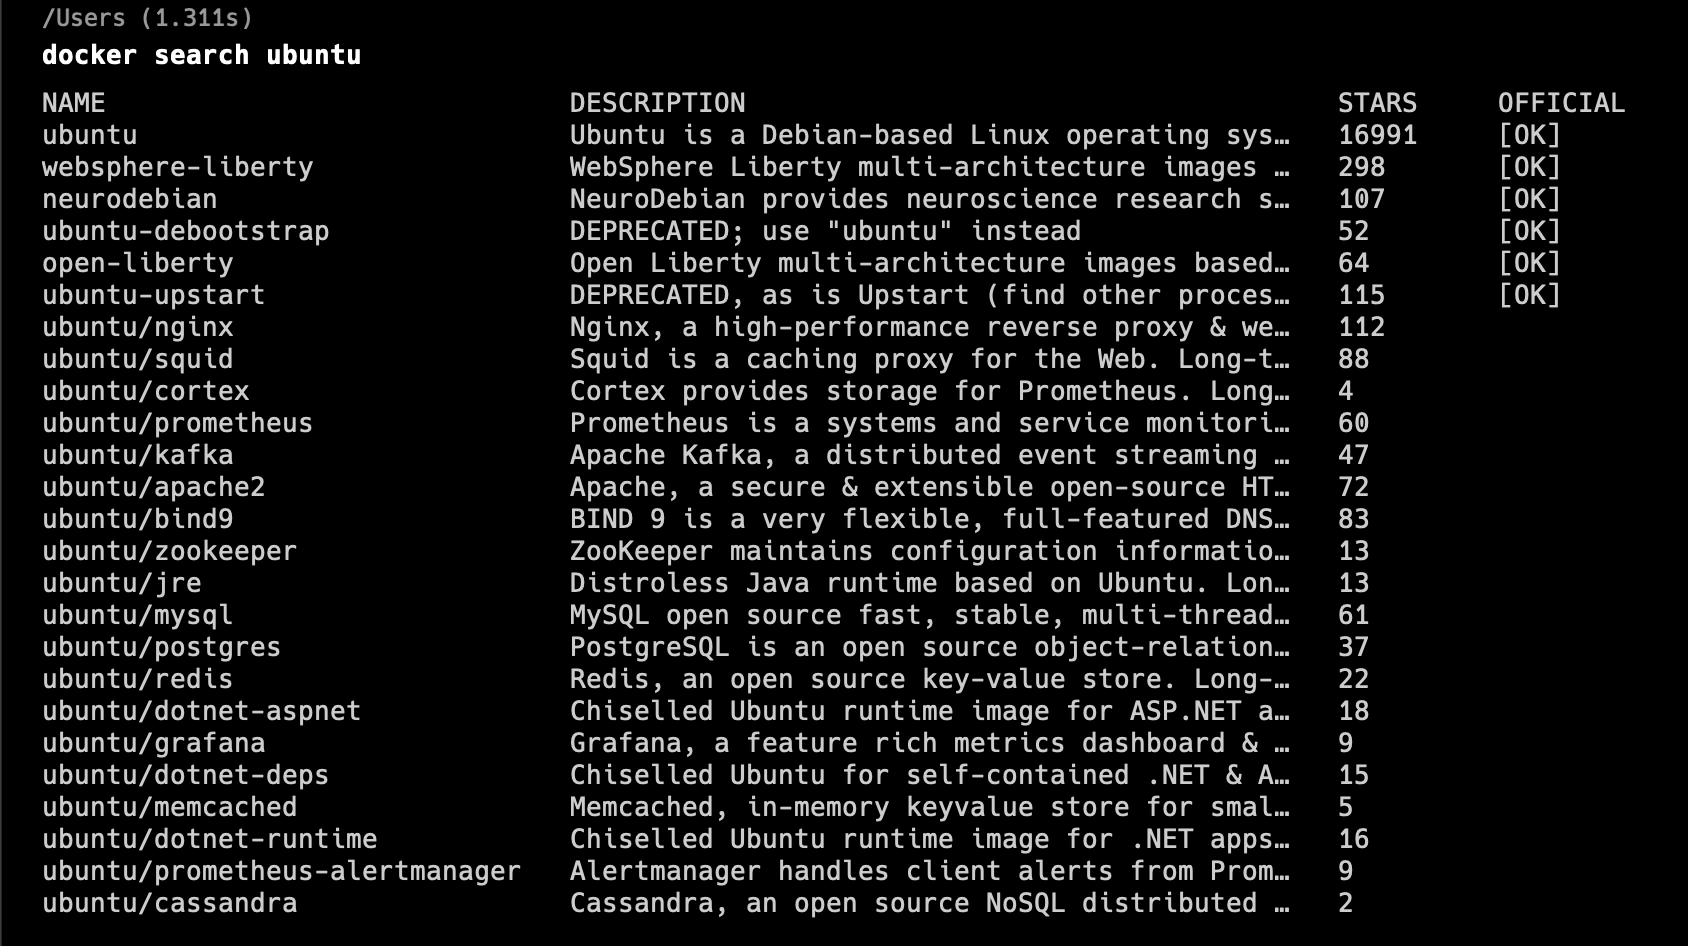 /Users (1.311s)
docker search ubuntu
NAME DESCRIPTION STARS OFFICIAL
ubuntu Ubuntu is a Debian-based Linux operating sys… 16991 [OK]
websphere-liberty WebSphere Liberty multi-architecture images … 298 [OK]
neurodebian NeuroDebian provides neuroscience research s… 107 [OK]
ubuntu-debootstrap DEPRECATED; use "ubuntu" instead 52 [OK]
open-liberty Open Liberty multi-architecture images based… 64 [OK]
ubuntu-upstart DEPRECATED, as is Upstart (find other proces… 115 [OK]
ubuntu/nginx Nginx, a high-performance reverse proxy & we… 112
ubuntu/squid Squid is a caching proxy for the Web. Long-t… 88
ubuntu/cortex Cortex provides storage for Prometheus. Long… 4
ubuntu/prometheus Prometheus is a systems and service monitori… 60
ubuntu/kafka Apache Kafka, a distributed event streaming … 47
ubuntu/apache2 Apache, a secure & extensible open-source HT… 72
ubuntu/bind9 BIND 9 is a very flexible, full-featured DNS… 83
ubuntu/zookeeper ZooKeeper maintains configuration informatio… 13
ubuntu/jre Distroless Java runtime based on Ubuntu. Lon… 13
ubuntu/mysql MySQL open source fast, stable, multi-thread… 61
ubuntu/postgres PostgreSQL is an open source object-relation… 37
ubuntu/redis Redis, an open source key-value store. Long-… 22
ubuntu/dotnet-aspnet Chiselled Ubuntu runtime image for ASP.NET a… 18
ubuntu/grafana Grafana, a feature rich metrics dashboard & … 9
ubuntu/dotnet-deps Chiselled Ubuntu for self-contained .NET & A… 15
ubuntu/memcached Memcached, in-memory keyvalue store for smal… 5
ubuntu/dotnet-runtime Chiselled Ubuntu runtime image for .NET apps… 16
ubuntu/prometheus-alertmanager Alertmanager handles client alerts from Prom… 9
ubuntu/cassandra Cassandra, an open source NoSQL distributed … 2